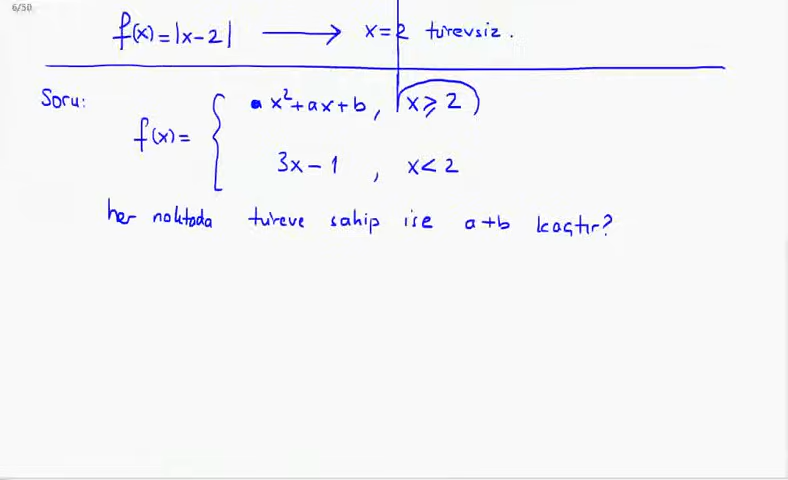 6/50
f(x)=|x-2| ⟶ x=2 türevsiz.
Soru:
x²+ax+b, x≥2
f(x)= {
3x-1, x<2
her noktada türeve sahip ise a+b kaçtır?